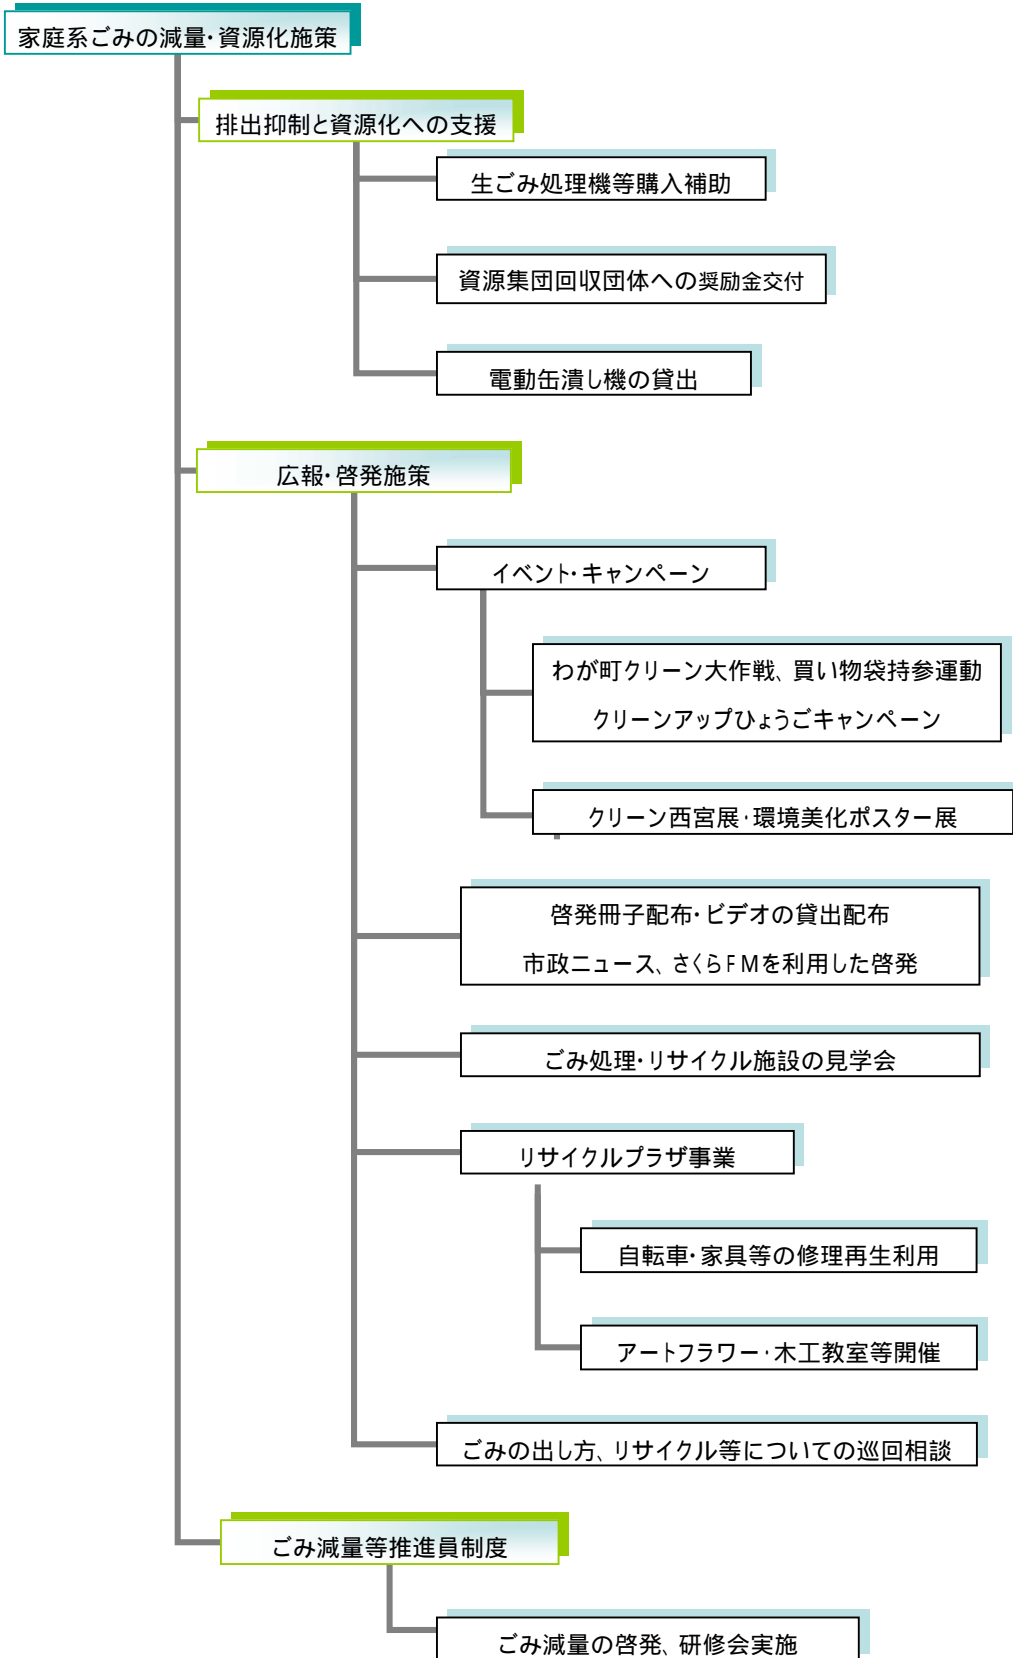 家庭系ごみの減量・資源化施策
排出抑制と資源化への支援
生ごみ処理機等購入補助
資源集団回収団体への奨励金交付
電動缶潰し機の貸出
広報・啓発施策
イベント・キャンペーン
わが町クリーン大作戦、買い物袋持参運動
クリーンアップひょうごキャンペーン
クリーン西宮展・環境美化ポスター展
啓発冊子配布・ビデオの貸出配布
市政ニュース、さくらFMを利用した啓発
ごみ処理・リサイクル施設の見学会
リサイクルプラザ事業
自転車・家具等の修理再生利用
アートフラワー・木工教室等開催
ごみの出し方、リサイクル等についての巡回相談
ごみ減量等推進員制度
ごみ減量の啓発、研修会実施